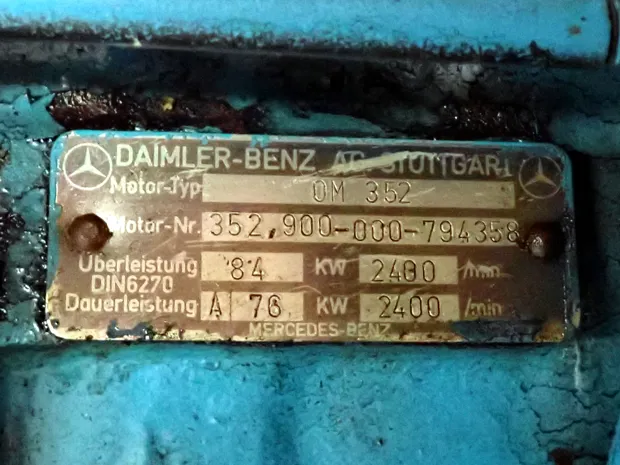 DAIMLER-BENZ AG. STUTTGART
Motor-Typ OM 352
Motor-Nr. 352.900-000-794358
Überleistung 84 KW 2400 /min
DIN6270
Dauerleistung A 76 KW 2400 /min
MERCEDES-BENZ